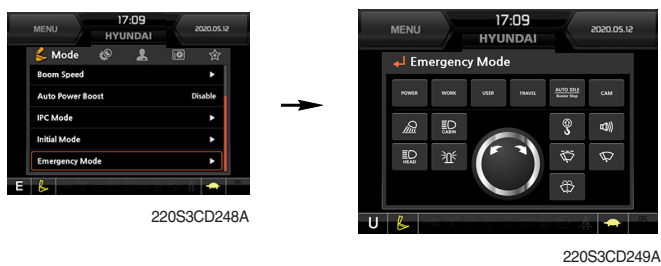 MENU
17:09
2020.05.12
HYUNDAI
Mode
Boom Speed
Auto Power Boost Disable
IPC Mode
Initial Mode
Emergency Mode
E
220S3CD248A
MENU
17:09
2020.05.12
HYUNDAI
Emergency Mode
POWER WORK USER TRAVEL AUTO IDLE CAM
Buzzer Stop
CABIN
HEAD
U
220S3CD249A